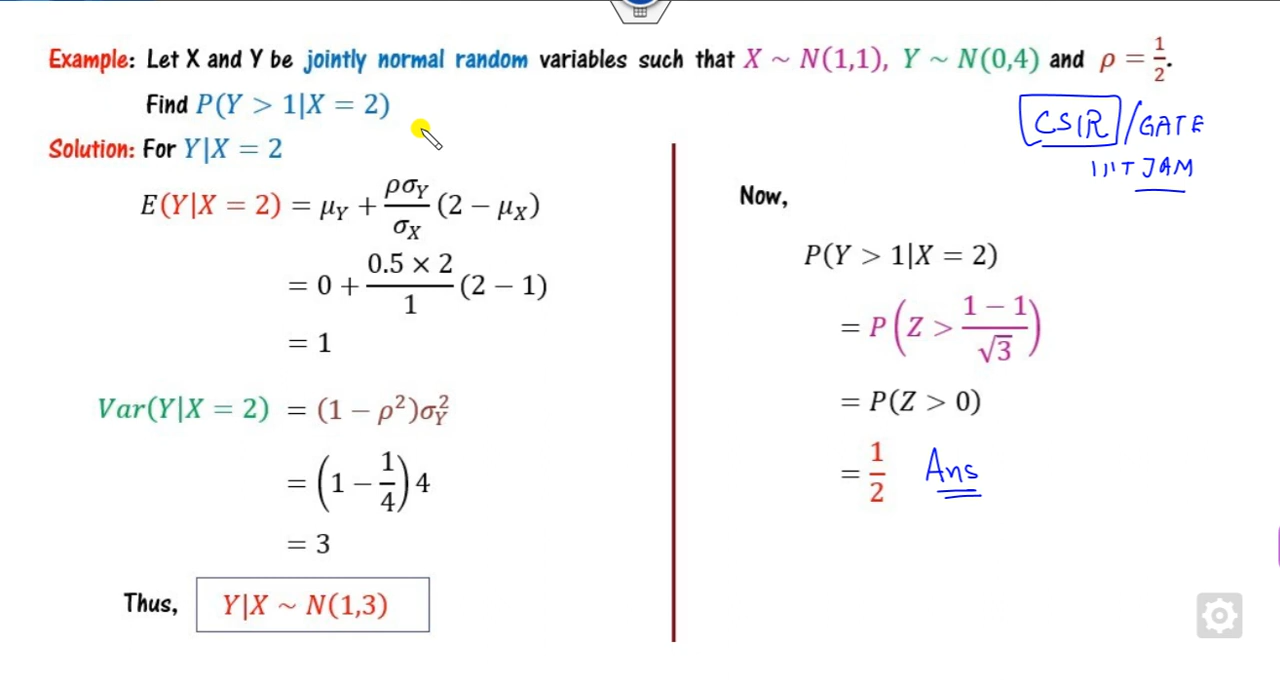 Example: Let X and Y be jointly normal random variables such that X ~ N(1,1), Y ~ N(0,4) and ρ = 1/2.
Find P(Y > 1|X = 2)
CSIR/GATE
IIT JAM
Solution: For Y|X = 2
E(Y|X = 2) = μ_Y + ρσ_Y/σ_X (2 − μ_X)
= 0 + 0.5 × 2/1 (2 − 1)
= 1
Var(Y|X = 2) = (1 − ρ²)σ_Y²
= (1 − 1/4) 4
= 3
Thus, Y|X ~ N(1,3)
Now,
P(Y > 1|X = 2)
= P(Z > 1 − 1/√3)
= P(Z > 0)
= 1/2 Ans